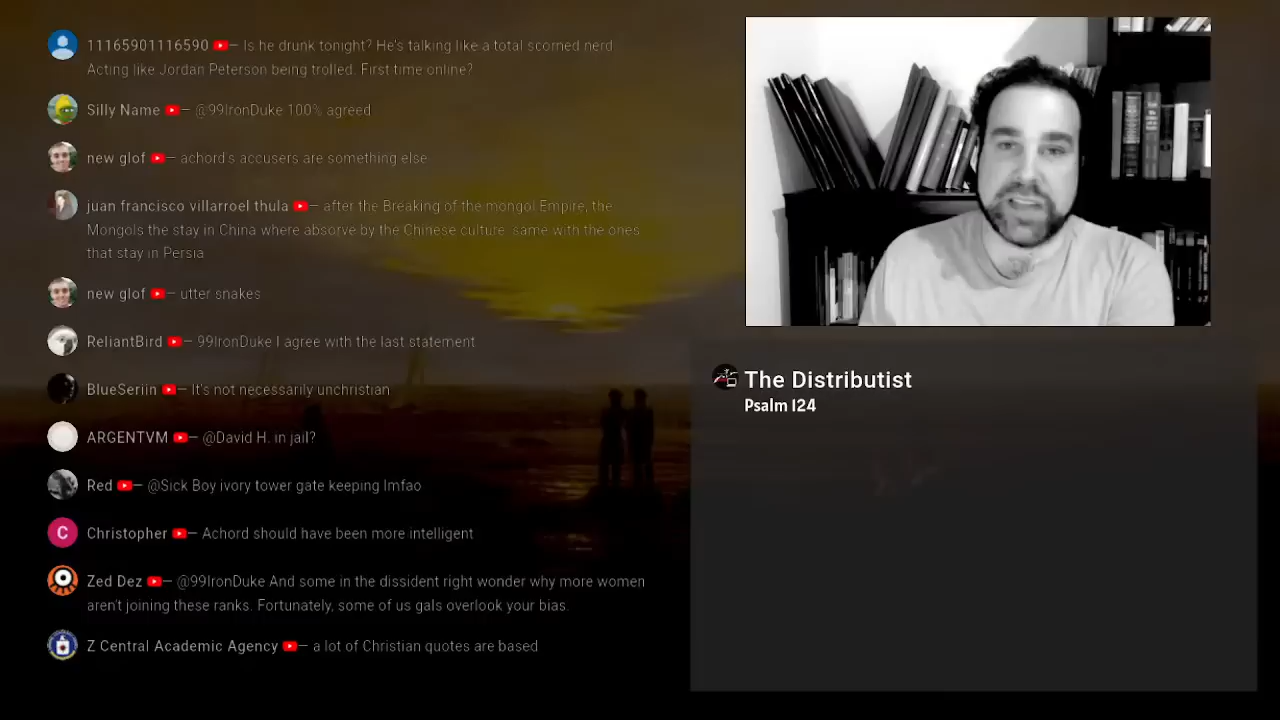 11165901116590 — Is he drunk tonight? He's talking like a total scorned nerd
Acting like Jordan Peterson being trolled. First time online?
Silly Name — @99IronDuke 100% agreed
new glof — achord's accusers are something else
juan francisco villarroel thula — after the Breaking of the mongol Empire, the
Mongols the stay in China where absorve by the Chinese culture, same with the ones
that stay in Persia
new glof — utter snakes
ReliantBird — 99IronDuke I agree with the last statement
BlueSeriin — It's not necessarily unchristian
ARGENTVM — @David H. in jail?
Red — @Sick Boy ivory tower gate keeping lmfao
C
Christopher — Achord should have been more intelligent
Zed Dez — @99IronDuke And some in the dissident right wonder why more women
aren't joining these ranks. Fortunately, some of us gals overlook your bias.
Z Central Academic Agency — a lot of Christian quotes are based
The Distributist
Psalm 124